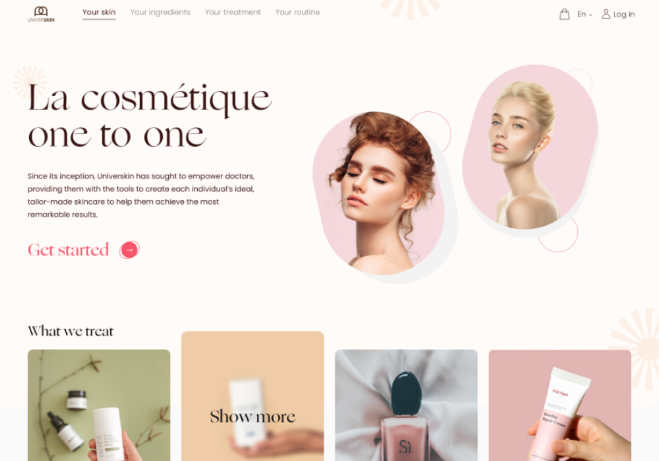 UNIVERSKIN
Your skin
Your ingredients
Your treatment
Your routine
En
Log in
La cosmétique
one to one
Since its inception, Universkin has sought to empower doctors,
providing them with the tools to create each individual's ideal,
tailor-made skincare to help them achieve the most
remarkable results.
Get started
What we treat
Show more
Sì